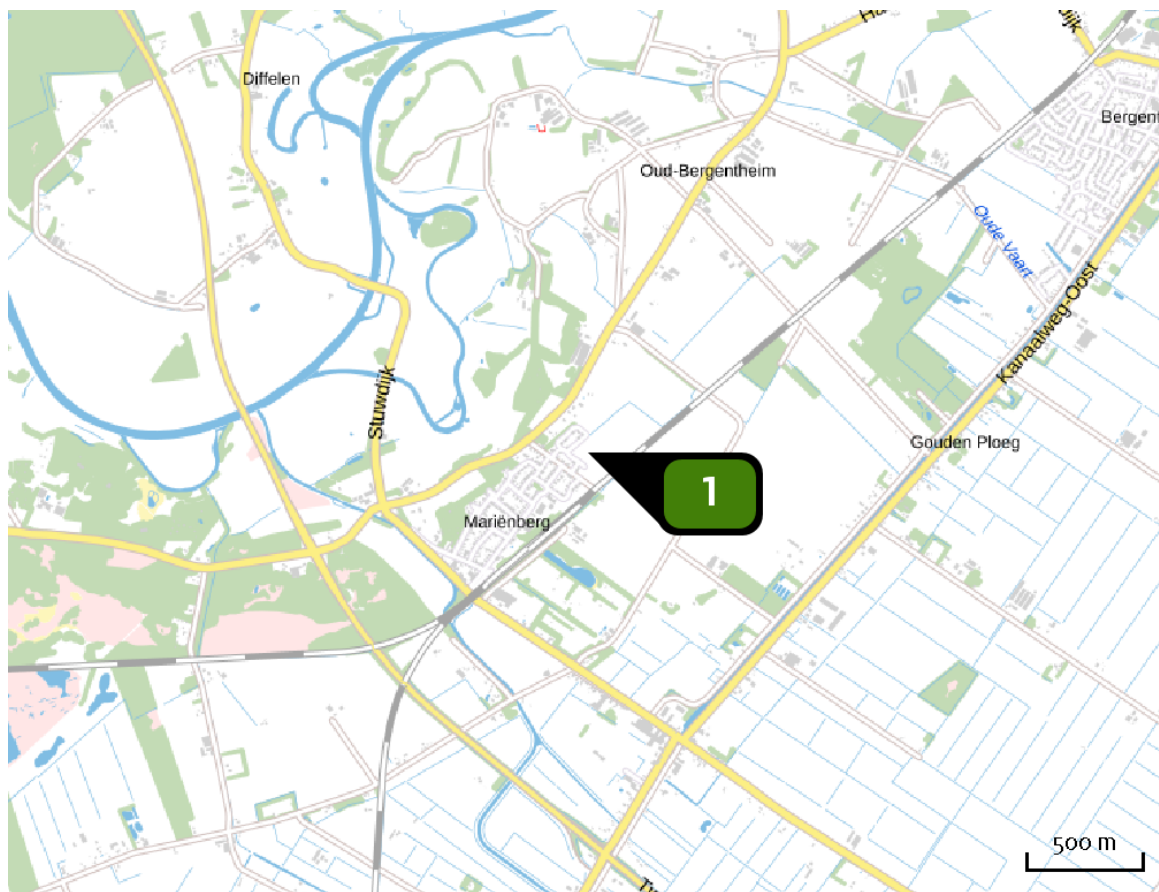 Diffelen
Bergent
Oud-Bergentheim
Oude Vaart
Kanaalweg-Oost
Stuwdijk
Gouden Ploeg
1
Mariënberg
500 m